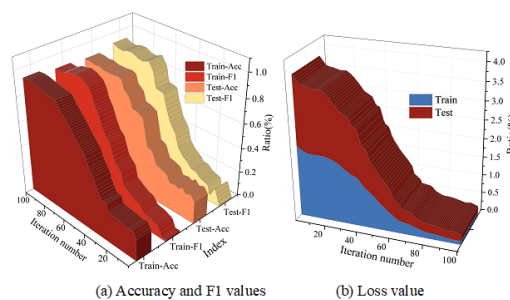 Train-Acc
Train-F1
Test-Acc
Test-F1
1.0
0.8
0.6
0.4
0.2
0.0
Ratio(%)
100
80
60
40
20
Iteration number
Train-Acc
Train-F1
Test-Acc
Test-F1
Index
(a) Accuracy and F1 values
Train
Test
4.0
3.5
3.0
2.5
2.0
1.5
1.0
0.5
0.0
Ratio(%)
20
40
60
80
100
Iteration number
(b) Loss value